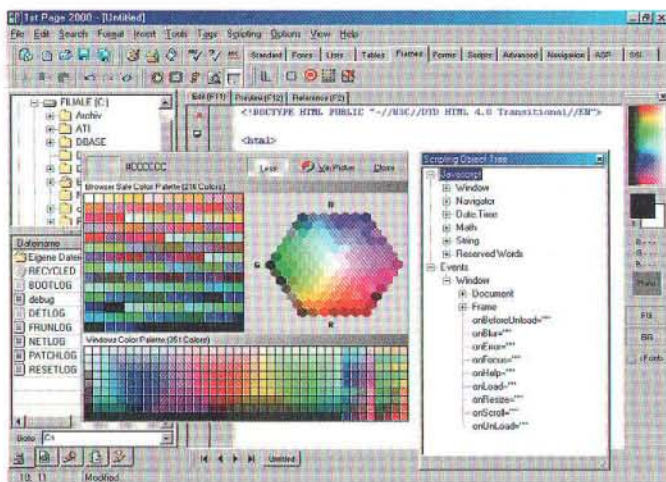 1st Page 2000 - [Untitled]
File Edit Search Format Insert Tools Tags Scripting Options View Help
Standard Fonts Lists Tables Frames Forms Scripts Advanced Navigation ASP SSI
Edit (F11) Preview (F12) Reference (F2)
FILIALE (C:)
Archiv
ATI
DBASE
<!DOCTYPE HTML PUBLIC "-//W3C//DTD HTML 4.0 Transitional//EN">
<html>
#CCCCCC
Less
Win Picker
Close
Browser Safe Color Palette (216 Colors)
B
G
R
Windows Color Palette (351 Colors)
Dateiname
Eigene Datei
RECYCLED
BOOTLOG
debug
DETLOG
FRUNLOG
NETLOG
PATCHLOG
RESETLOG
Scripting Object Tree
Javascript
Window
Navigator
Date,Time
Math
String
Reserved Words
Events
Window
Document
Frame
onBeforeUnload=""
onBlur=""
onError=""
onFocus=""
onHelp=""
onLoad=""
onResize=""
onScroll=""
onUnLoad=""
FG
BG
Untitled
Modified